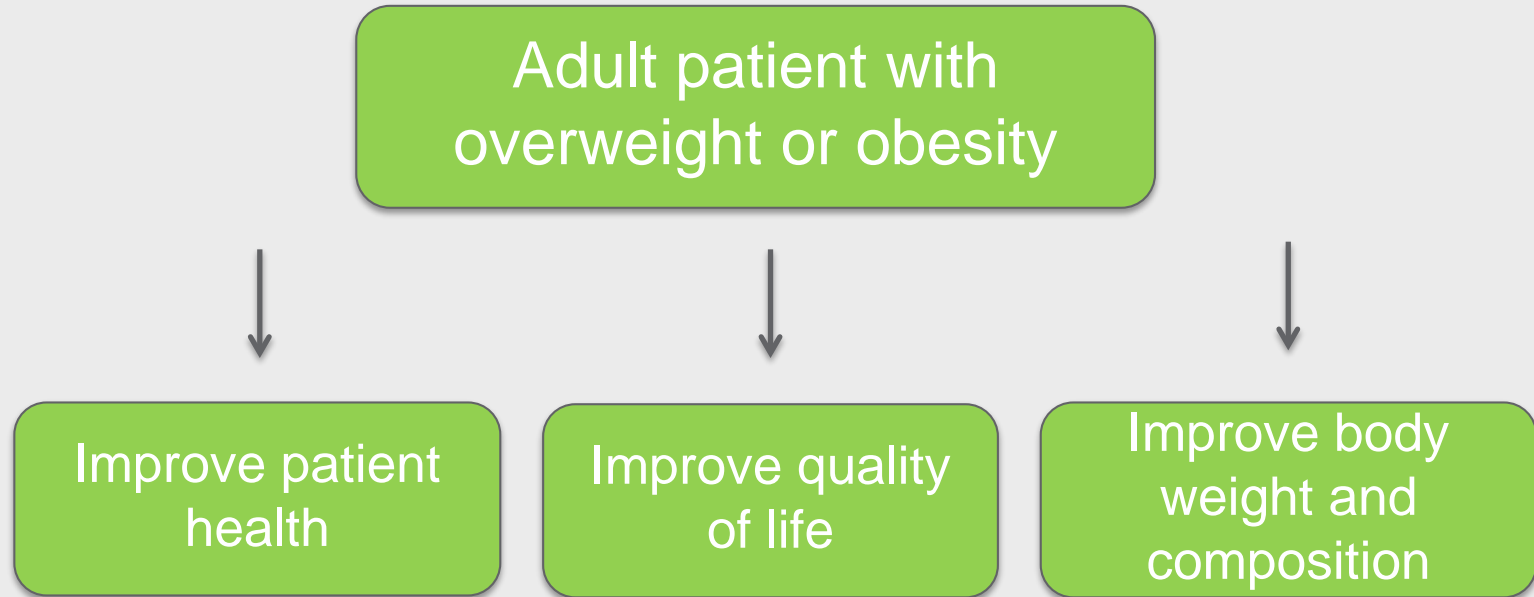 Adult patient with
overweight or obesity
Improve patient
health
Improve quality
of life
Improve body
weight and
composition